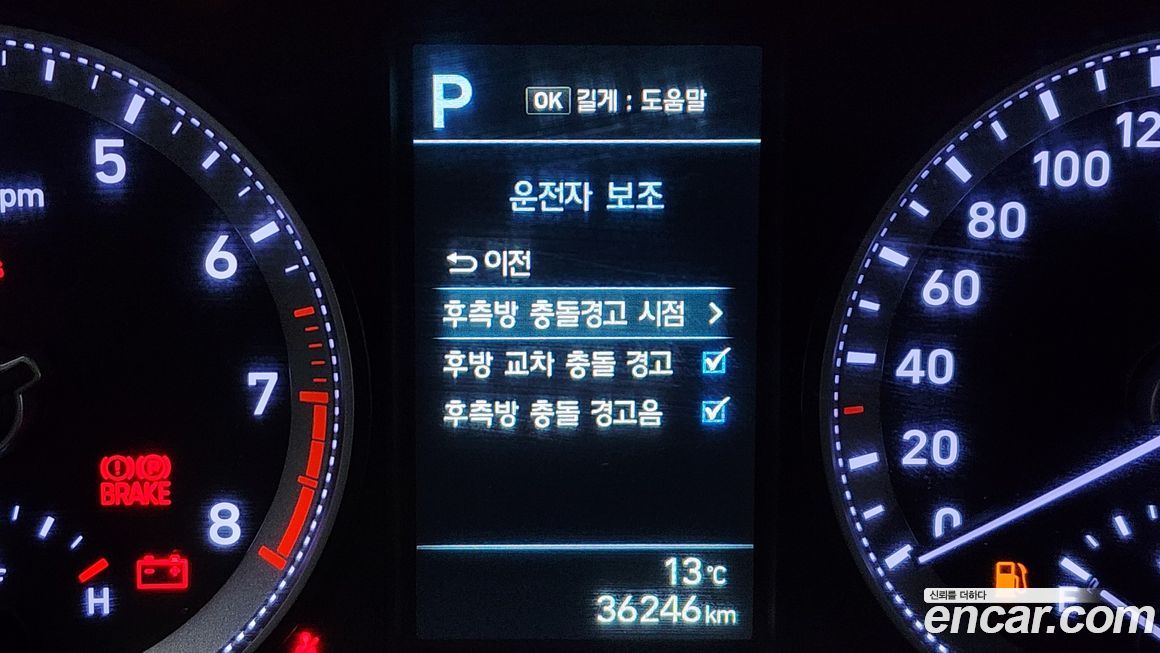 P
OK 길게 : 도움말
운전자 보조
이전
후측방 충돌경고 시점
후방 교차 충돌 경고
후측방 충돌 경고음
13℃
36246km
5
pm
6
7
8
BRAKE
H
120
100
80
60
40
20
0
신뢰를 더하다
encar.com